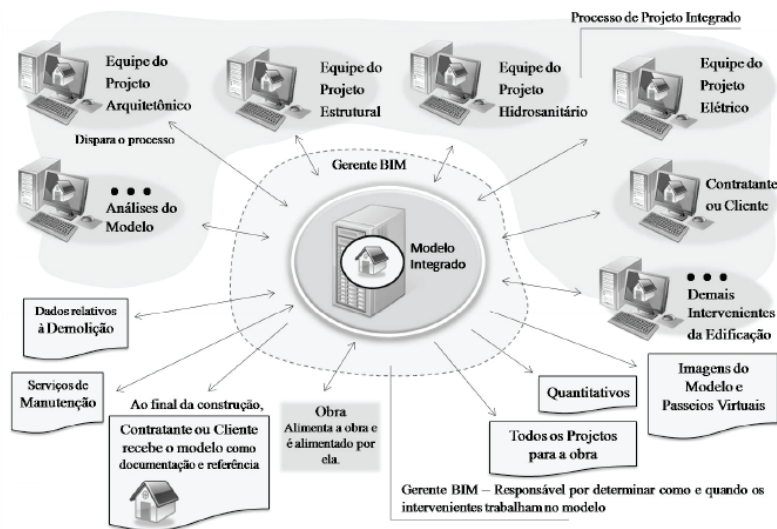 Processo de Projeto Integrado
Equipe do
Projeto
Arquitetônico
Equipe do
Projeto
Estrutural
Equipe do
Projeto
Hidrosanitário
Equipe do
Projeto
Elétrico
Dispara o processo
Gerente BIM
• • •
Análises do
Modelo
Modelo
Integrado
Contratante
ou Cliente
• • •
Demais
Intervenientes
da Edificação
Dados relativos
à Demolição
Serviços de
Manutenção
Ao final da construção,
Contratante ou Cliente
recebe o modelo como
documentação e referência
Obra
Alimenta a obra e
é alimentado por
ela.
Todos os Projetos
para a obra
Quantitativos
Imagens do
Modelo e
Passeios Virtuais
Gerente BIM – Responsável por determinar como e quando os
intervenientes trabalham no modelo